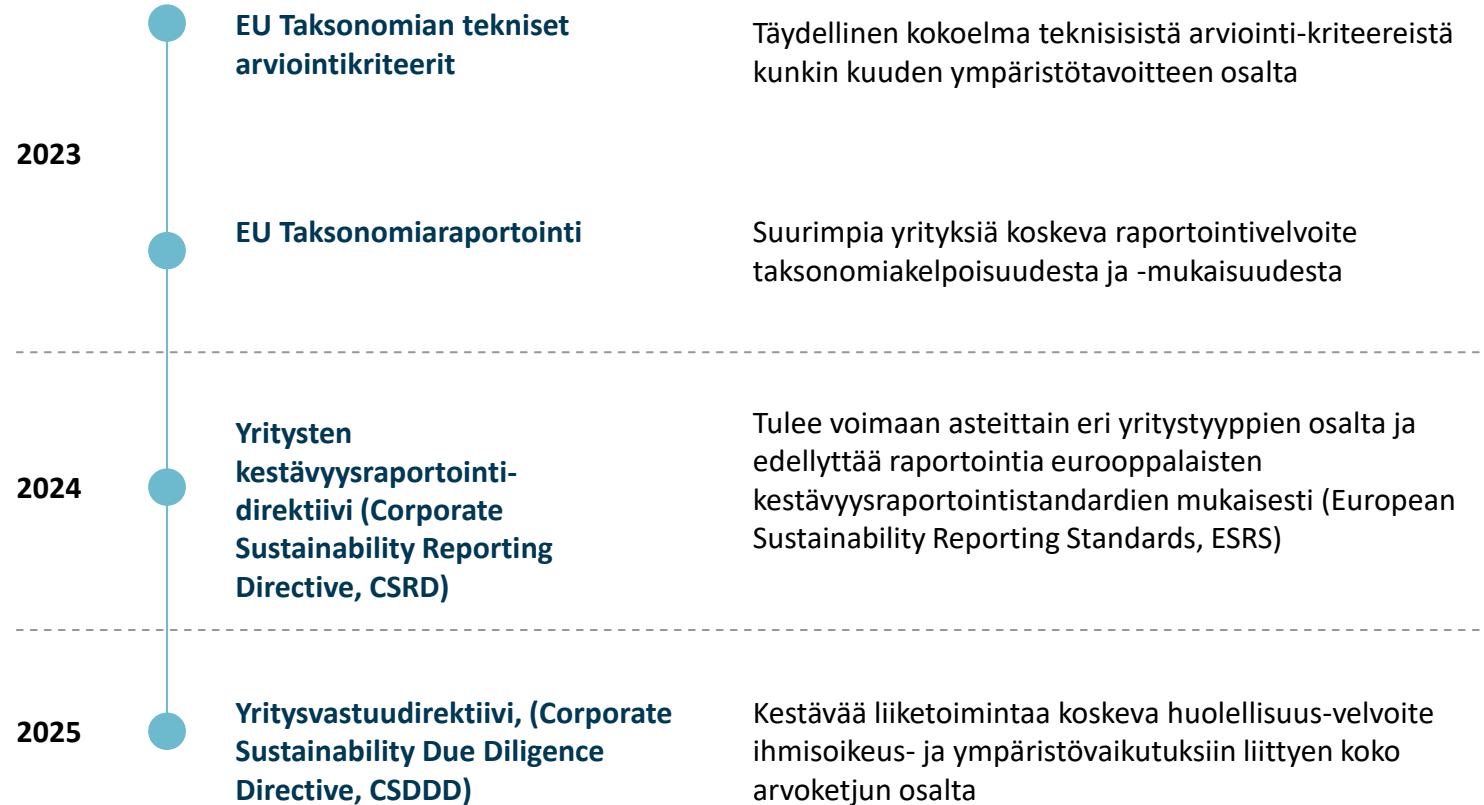 EU Taksonomian tekniset
arviointikriteerit
Täydellinen kokoelma teknisisistä arviointi-kriteereistä
kunkin kuuden ympäristötavoitteen osalta
2023
EU Taksonomiaraportointi
Suurimpia yrityksiä koskeva raportointivelvoite
taksonomiakelpoisuudesta ja -mukaisuudesta
2024
Yritysten
kestävyysraportointi-
direktiivi (Corporate
Sustainability Reporting
Directive, CSRD)
Tulee voimaan asteittain eri yritystyyppien osalta ja
edellyttää raportointia eurooppalaisten
kestävyysraportointistandardien mukaisesti (European
Sustainability Reporting Standards, ESRS)
2025
Yritysvastuudirektiivi, (Corporate
Sustainability Due Diligence
Directive, CSDDD)
Kestävää liiketoimintaa koskeva huolellisuus-velvoite
ihmisoikeus- ja ympäristövaikutuksiin liittyen koko
arvoketjun osalta